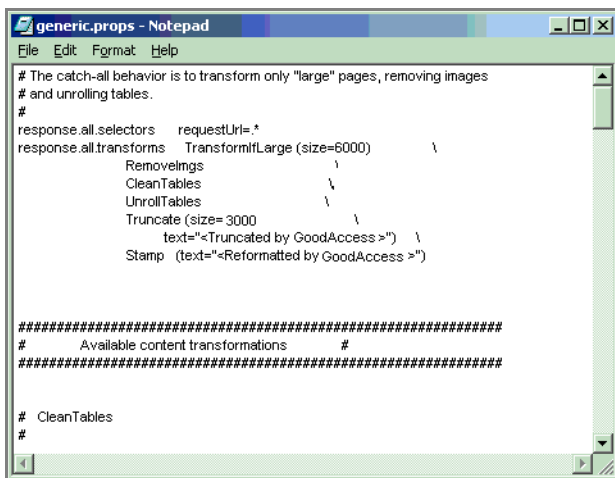 generic.props - Notepad
File Edit Format Help
# The catch-all behavior is to transform only "large" pages, removing images
# and unrolling tables.
#
response.all.selectors requestUrl=.*
response.all.transforms TransformIfLarge (size=6000) \
RemoveImgs \
CleanTables \
UnrollTables \
Truncate (size= 3000 \
text="<Truncated by GoodAccess >") \
Stamp (text="<Reformatted by GoodAccess >")
###############################################################
# Available content transformations #
###############################################################
# CleanTables
#